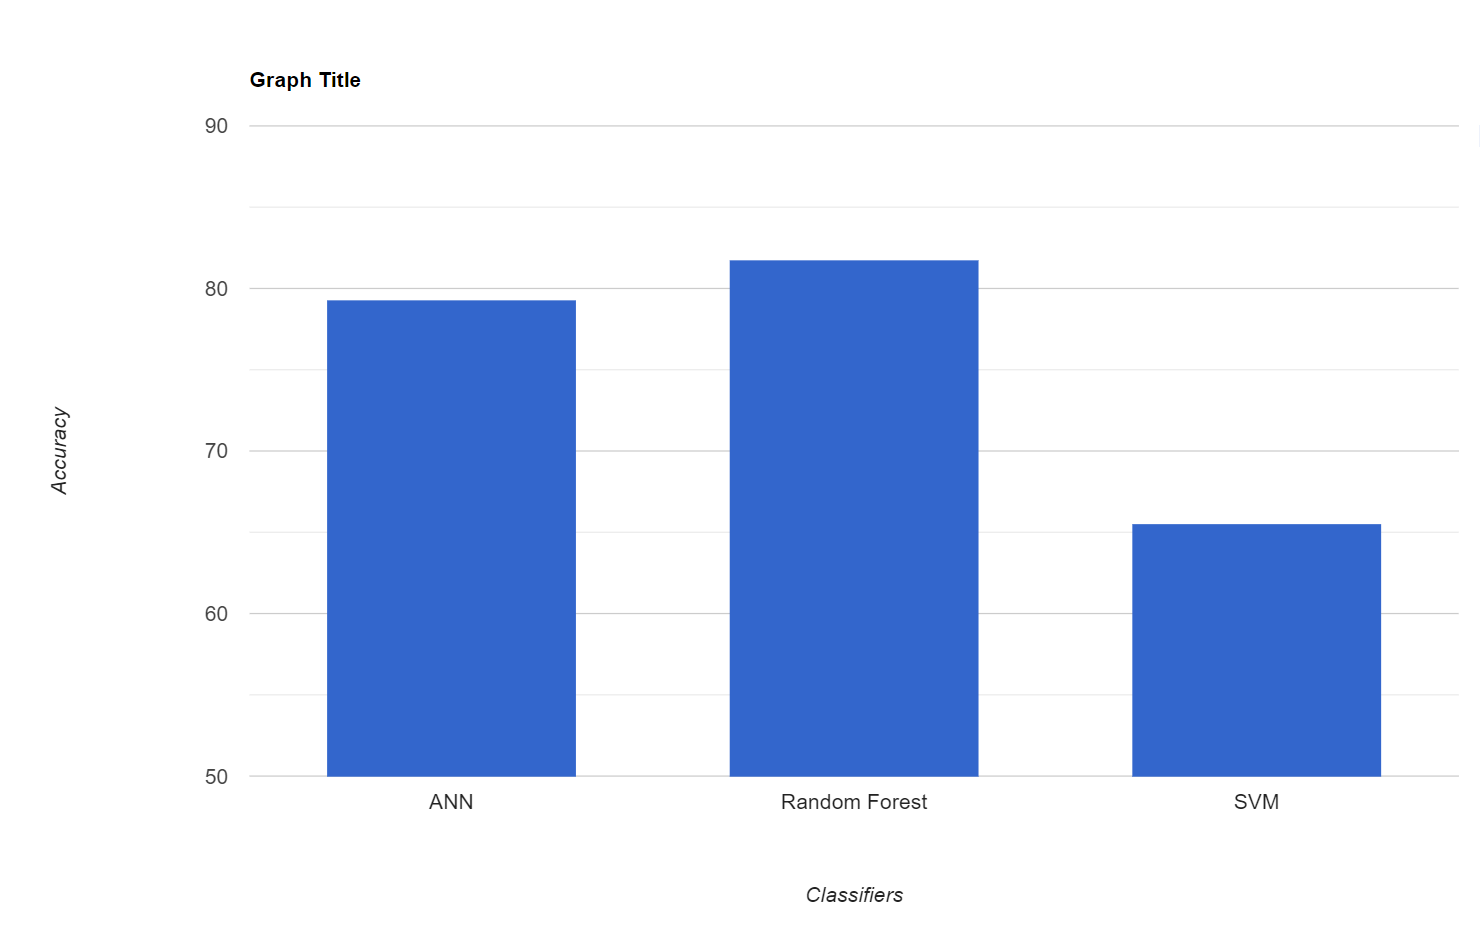 Graph Title
90
80
70
60
50
Accuracy
ANN
Random Forest
SVM
Classifiers